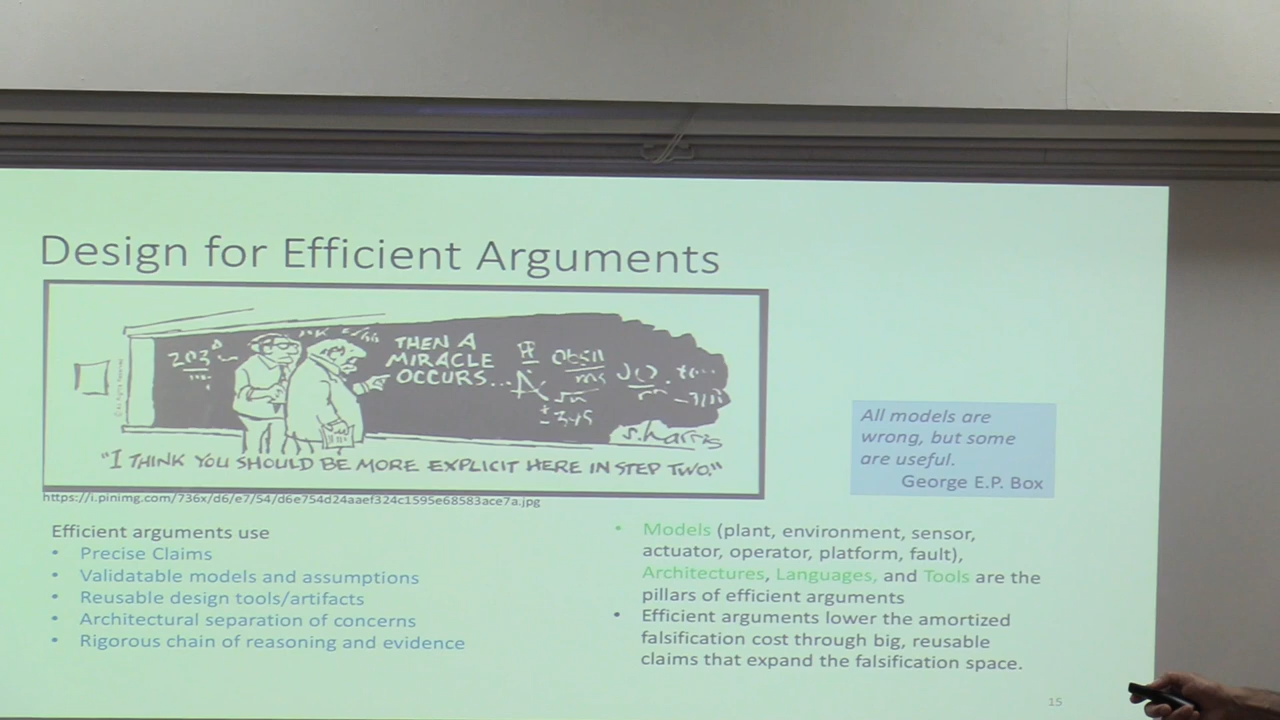 Design for Efficient Arguments
203
THEN A
MIRACLE
OCCURS...
S. Harris
"I THINK YOU SHOULD BE MORE EXPLICIT HERE IN STEP TWO."
https://i.pinimg.com/736x/d6/e7/54/d6e754d24aaef324c1595e68583ace7a.jpg
All models are
wrong, but some
are useful.
George E.P. Box
Efficient arguments use
• Precise Claims
• Validatable models and assumptions
• Reusable design tools/artifacts
• Architectural separation of concerns
• Rigorous chain of reasoning and evidence
• Models (plant, environment, sensor,
actuator, operator, platform, fault),
Architectures, Languages, and Tools are the
pillars of efficient arguments
• Efficient arguments lower the amortized
falsification cost through big, reusable
claims that expand the falsification space.
15